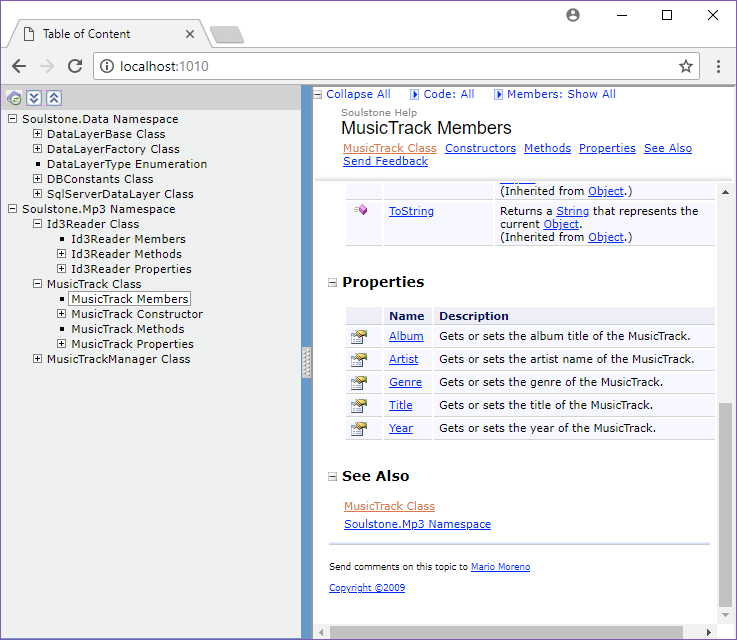 Table of Content
localhost:1010
Soulstone.Data Namespace
DataLayerBase Class
DataLayerFactory Class
DataLayerType Enumeration
DBConstants Class
SqlServerDataLayer Class
Soulstone.Mp3 Namespace
Id3Reader Class
Id3Reader Members
Id3Reader Methods
Id3Reader Properties
MusicTrack Class
MusicTrack Members
MusicTrack Constructor
MusicTrack Methods
MusicTrack Properties
MusicTrackManager Class
Collapse All Code: All Members: Show All
Soulstone Help
MusicTrack Members
MusicTrack Class Constructors Methods Properties See Also
Send Feedback
(Inherited from Object.)
ToString Returns a String that represents the
current Object.
(Inherited from Object.)
Properties
Name Description
Album Gets or sets the album title of the MusicTrack.
Artist Gets or sets the artist name of the MusicTrack.
Genre Gets or sets the genre of the MusicTrack.
Title Gets or sets the title of the MusicTrack.
Year Gets or sets the year of the MusicTrack.
See Also
MusicTrack Class
Soulstone.Mp3 Namespace
Send comments on this topic to Mario Moreno
Copyright ©2009